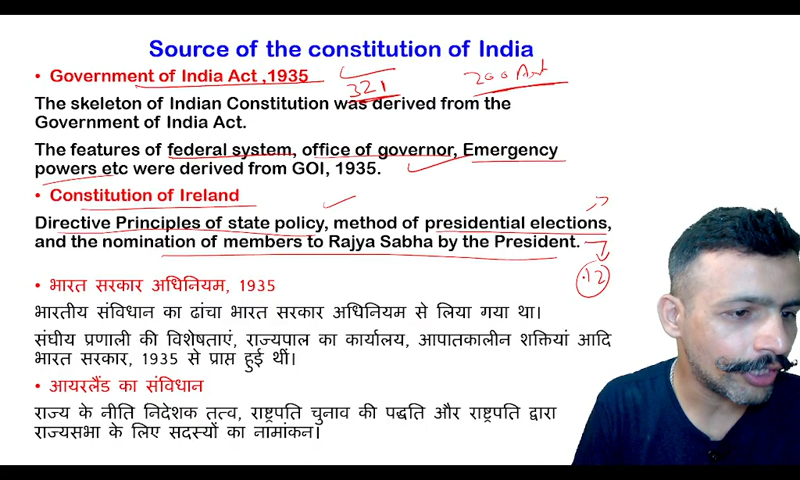 Source of the constitution of India
• Government of India Act ,1935
321
200 Art
The skeleton of Indian Constitution was derived from the
Government of India Act.
The features of federal system, office of governor, Emergency
powers etc were derived from GOI, 1935.
• Constitution of Ireland
Directive Principles of state policy, method of presidential elections,
and the nomination of members to Rajya Sabha by the President.
12
• भारत सरकार अधिनियम, 1935
भारतीय संविधान का ढांचा भारत सरकार अधिनियम से लिया गया था।
संघीय प्रणाली की विशेषताएं, राज्यपाल का कार्यालय, आपातकालीन शक्तियां आदि
भारत सरकार, 1935 से प्राप्त हुई थीं।
• आयरलैंड का संविधान
राज्य के नीति निदेशक तत्व, राष्ट्रपति चुनाव की पद्धति और राष्ट्रपति द्वारा
राज्यसभा के लिए सदस्यों का नामांकन।